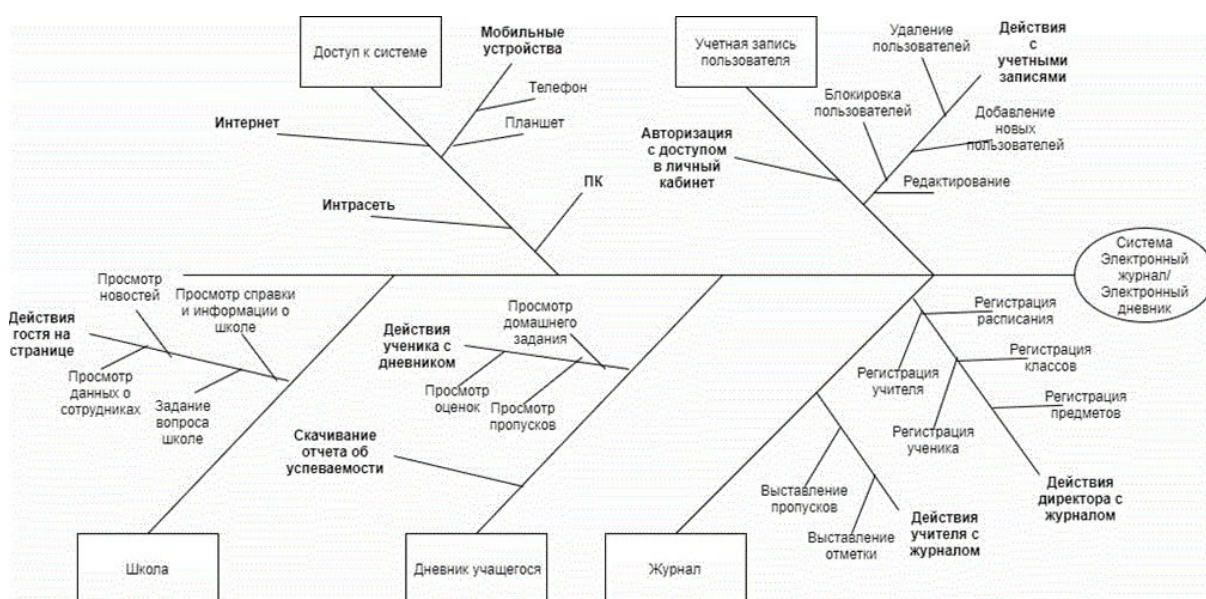 Доступ к системе
Мобильные
устройства
Телефон
Планшет
Интернет
Интрасеть
ПК
Учетная запись
пользователя
Удаление
пользователей
Действия
с
учетными
записями
Блокировка
пользователей
Добавление
новых
пользователей
Авторизация
с доступом
в личный
кабинет
Редактирование
Система
Электронный
журнал/
Электронный
дневник
Просмотр
новостей
Просмотр справки
и информации о
школе
Действия
гостя на
странице
Просмотр
данных о
сотрудниках
Задание
вопроса
школе
Школа
Действия
ученика с
дневником
Просмотр
домашнего
задания
Просмотр
оценок
Просмотр
пропусков
Скачивание
отчета об
успеваемости
Дневник учащегося
Регистрация
расписания
Регистрация
учителя
Регистрация
классов
Регистрация
предметов
Регистрация
ученика
Действия
директора с
журналом
Выставление
пропусков
Выставление
отметки
Действия
учителя с
журналом
Журнал